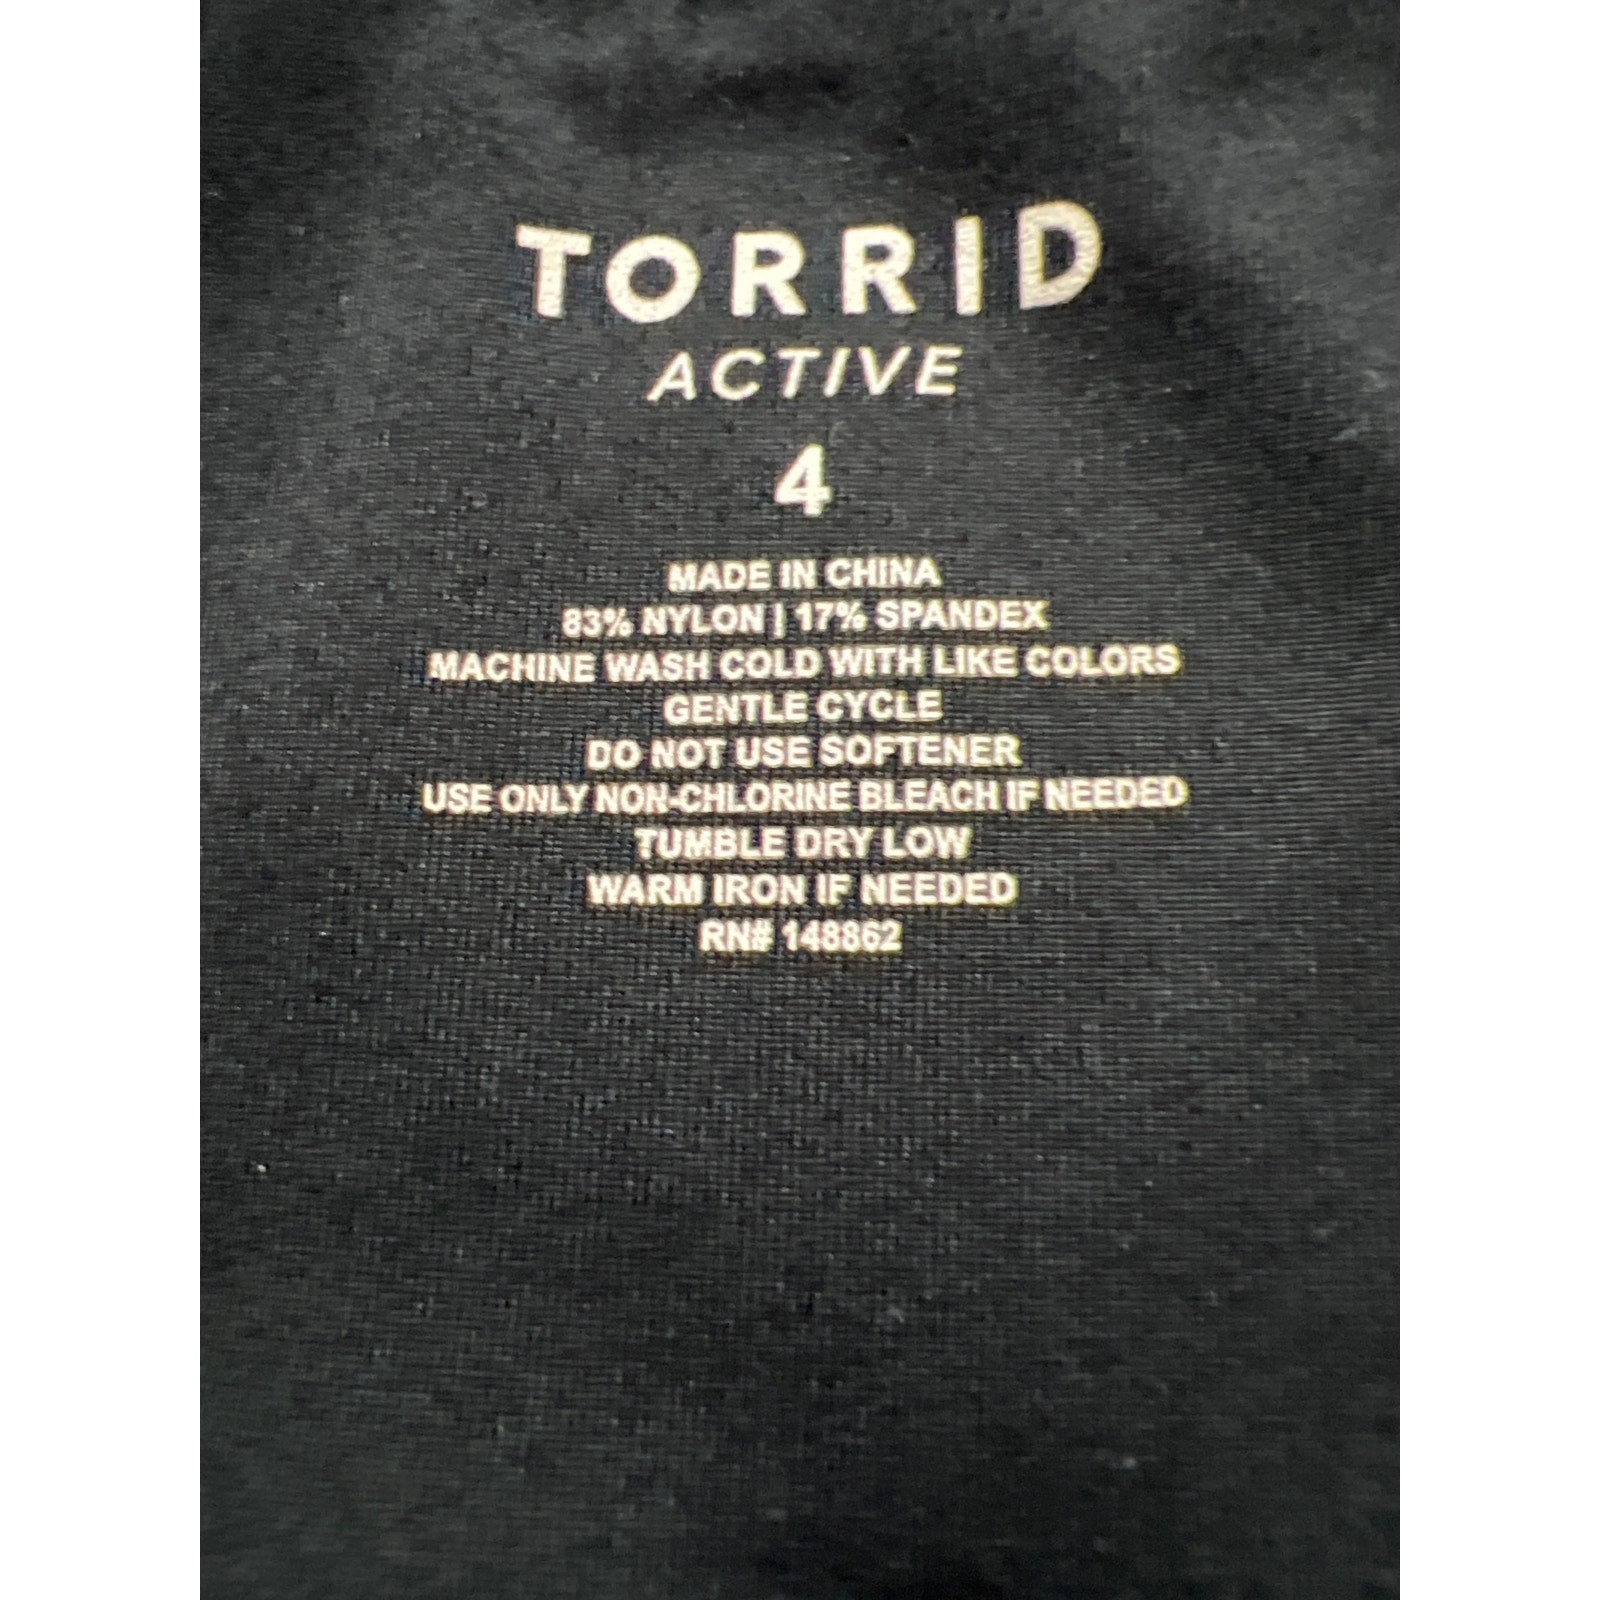 TORRID
ACTIVE
4
MADE IN CHINA
83% NYLON | 17% SPANDEX
MACHINE WASH COLD WITH LIKE COLORS
GENTLE CYCLE
DO NOT USE SOFTENER
USE ONLY NON-CHLORINE BLEACH IF NEEDED
TUMBLE DRY LOW
WARM IRON IF NEEDED
RN# 148862